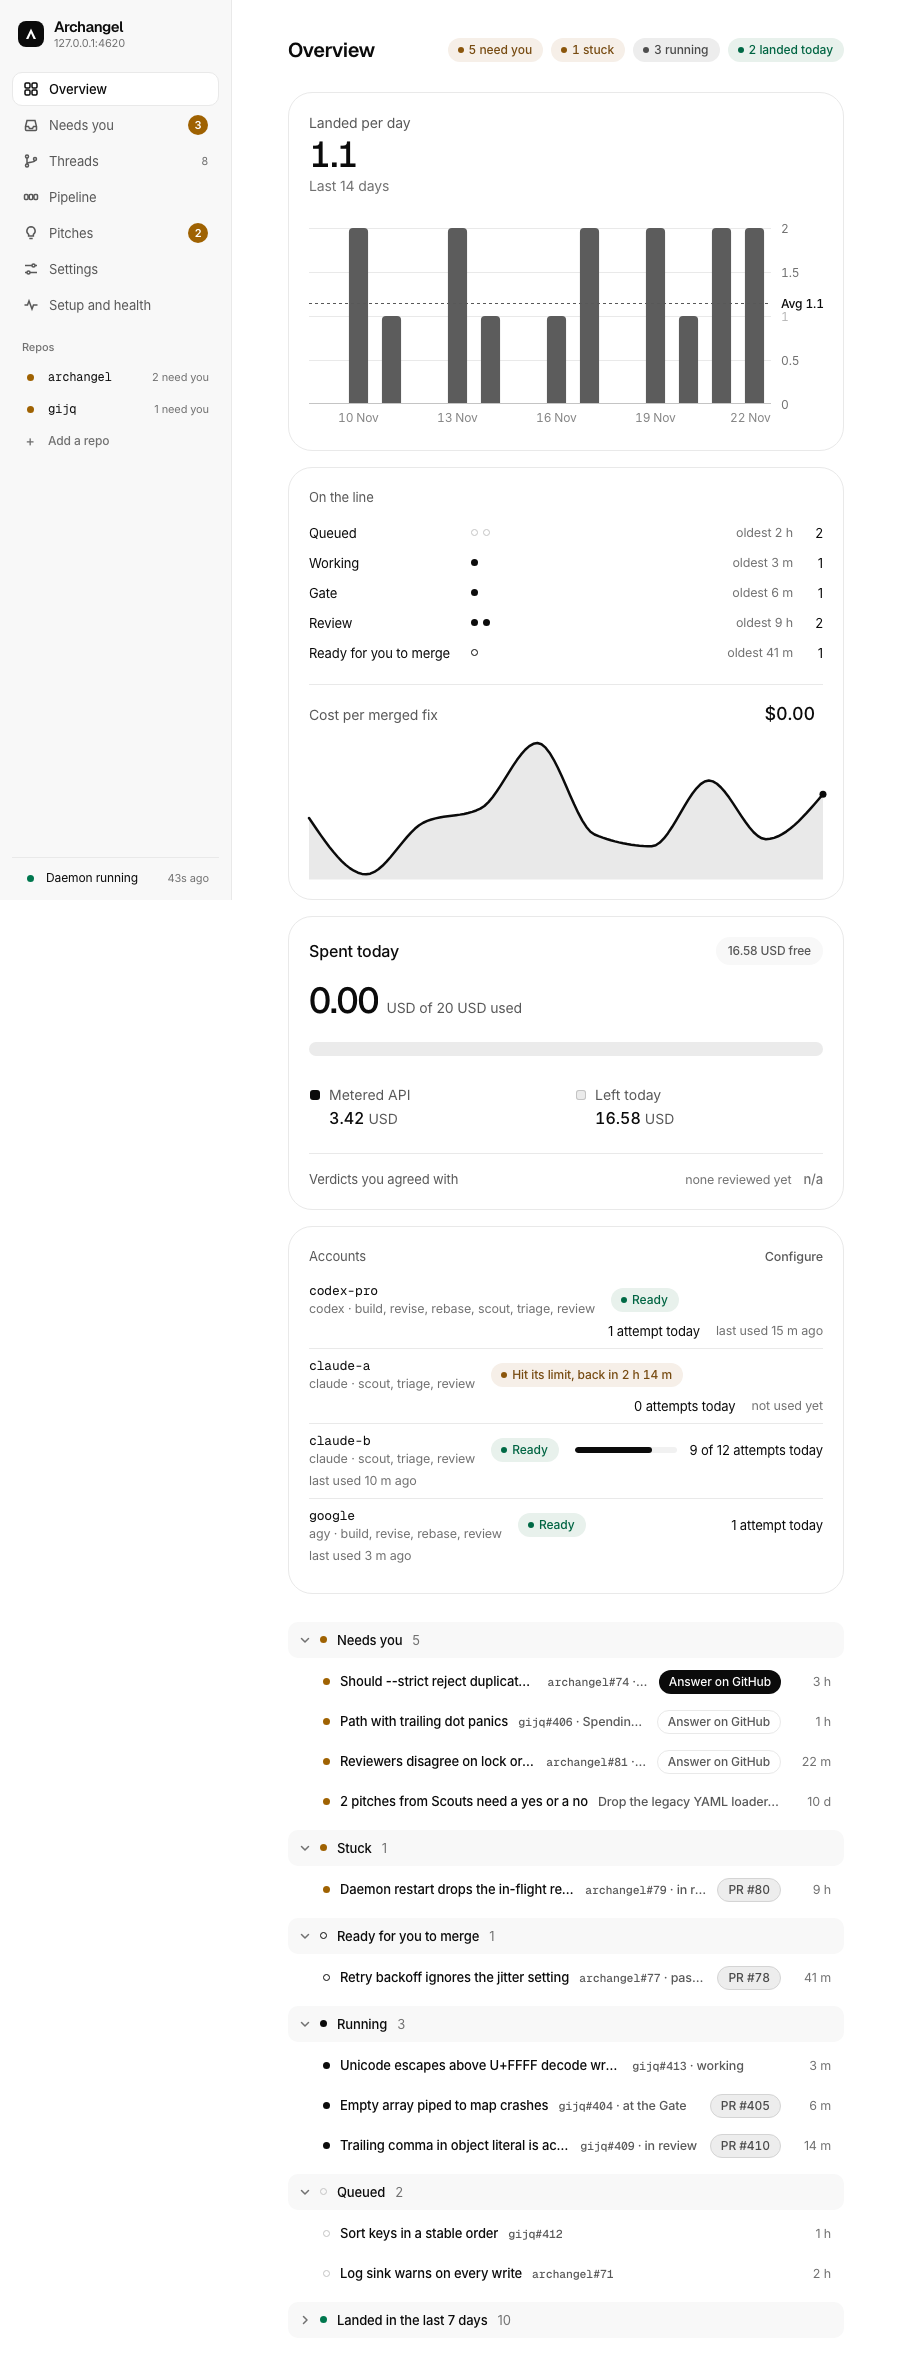 Archangel
127.0.0.1:4620
Overview
Needs you 3
Threads 8
Pipeline
Pitches 2
Settings
Setup and health
Repos
archangel 2 need you
gijq 1 need you
+ Add a repo
Daemon running 43s ago
Overview 5 need you 1 stuck 3 running 2 landed today
Landed per day
1.1
Last 14 days
2
1.5
Avg 1.1
1
0.5
0
10 Nov 13 Nov 16 Nov 19 Nov 22 Nov
On the line
Queued oldest 2 h 2
Working oldest 3 m 1
Gate oldest 6 m 1
Review oldest 9 h 2
Ready for you to merge oldest 41 m 1
Cost per merged fix $0.00
Spent today 16.58 USD free
0.00 USD of 20 USD used
Metered API Left today
3.42 USD 16.58 USD
Verdicts you agreed with none reviewed yet n/a
Accounts Configure
codex-pro
codex · build, revise, rebase, scout, triage, review Ready
1 attempt today last used 15 m ago
claude-a
claude · scout, triage, review Hit its limit, back in 2 h 14 m
0 attempts today not used yet
claude-b
claude · scout, triage, review Ready 9 of 12 attempts today
last used 10 m ago
google
agy · build, revise, rebase, review Ready 1 attempt today
last used 3 m ago
Needs you 5
Should --strict reject duplicat... archangel#74 ·... Answer on GitHub 3 h
Path with trailing dot panics gijq#406 · Spendin... Answer on GitHub 1 h
Reviewers disagree on lock or... archangel#81 ·... Answer on GitHub 22 m
2 pitches from Scouts need a yes or a no Drop the legacy YAML loader... 10 d
Stuck 1
Daemon restart drops the in-flight re... archangel#79 · in r... PR #80 9 h
Ready for you to merge 1
Retry backoff ignores the jitter setting archangel#77 · pas... PR #78 41 m
Running 3
Unicode escapes above U+FFFF decode wr... gijq#413 · working 3 m
Empty array piped to map crashes gijq#404 · at the Gate PR #405 6 m
Trailing comma in object literal is ac... gijq#409 · in review PR #410 14 m
Queued 2
Sort keys in a stable order gijq#412 1 h
Log sink warns on every write archangel#71 2 h
Landed in the last 7 days 10